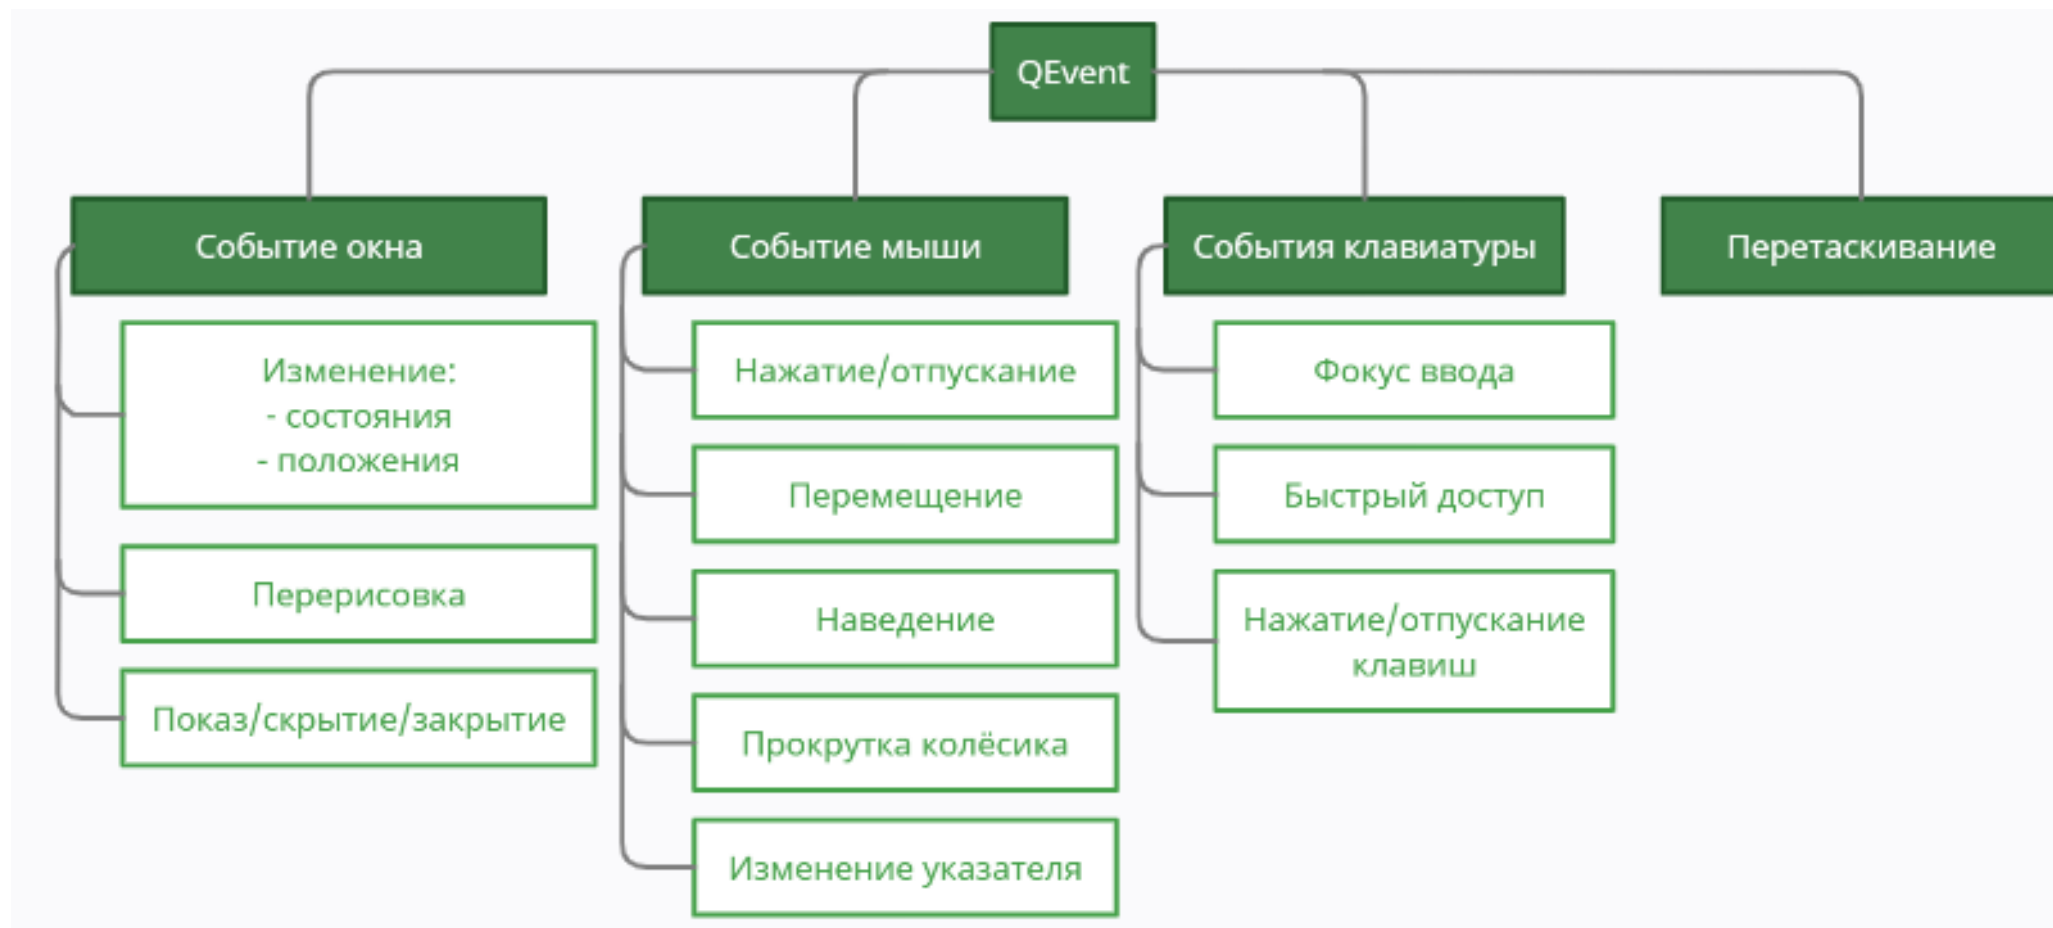 QEvent
Событие окна
Изменение:
- состояния
- положения
Перерисовка
Показ/скрытие/закрытие
Событие мыши
Нажатие/отпускание
Перемещение
Наведение
Прокрутка колёсика
Изменение указателя
События клавиатуры
Фокус ввода
Быстрый доступ
Нажатие/отпускание
клавиш
Перетаскивание